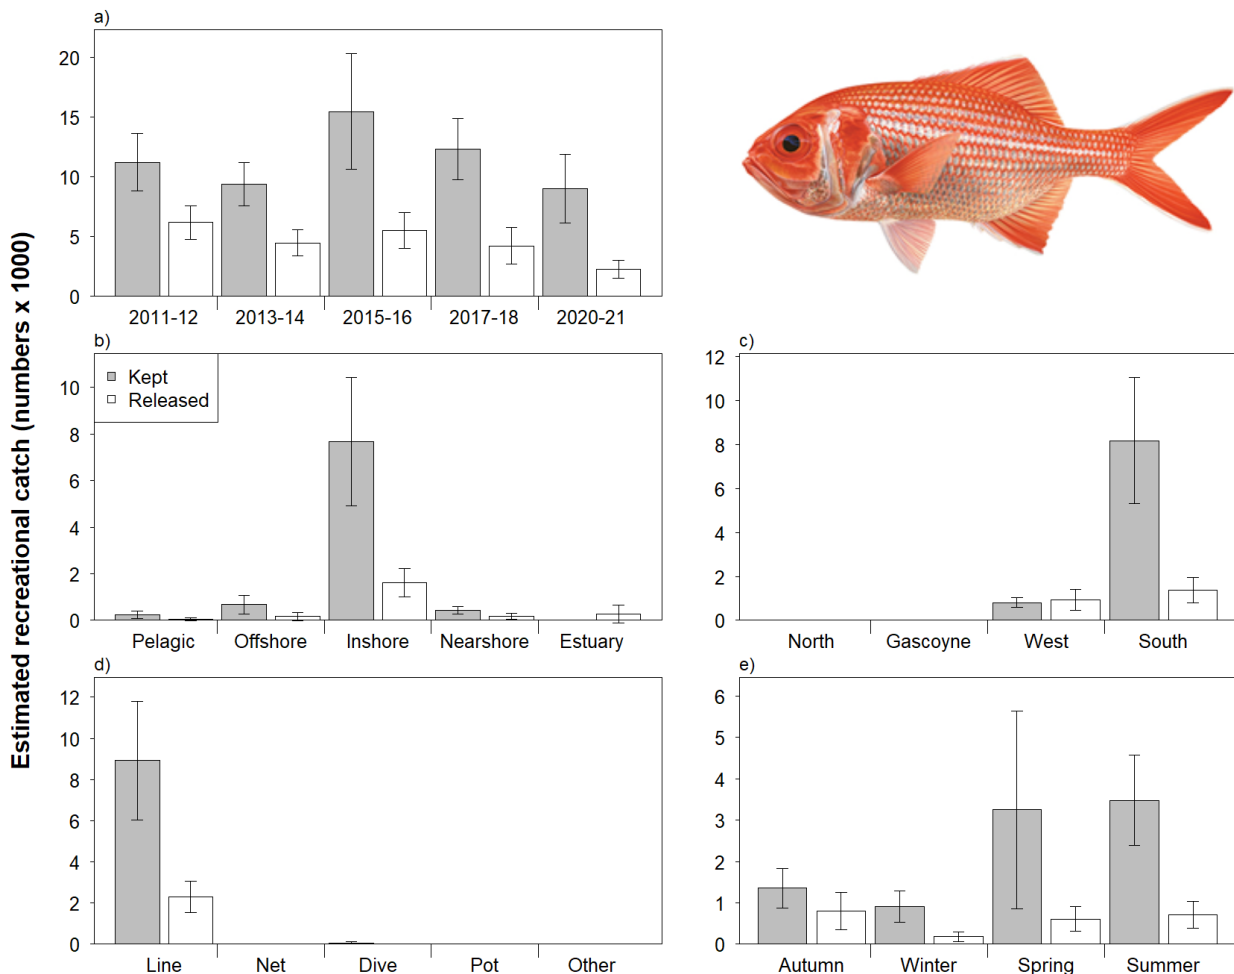 Estimated recreational catch (numbers x 1000)
a)
20
15
10
5
0
2011-12 2013-14 2015-16 2017-18 2020-21
b)
Kept
Released
10
8
6
4
2
0
Pelagic Offshore Inshore Nearshore Estuary
c)
12
10
8
6
4
2
0
North Gascoyne West South
d)
12
10
8
6
4
2
0
Line Net Dive Pot Other
e)
6
5
4
3
2
1
0
Autumn Winter Spring Summer